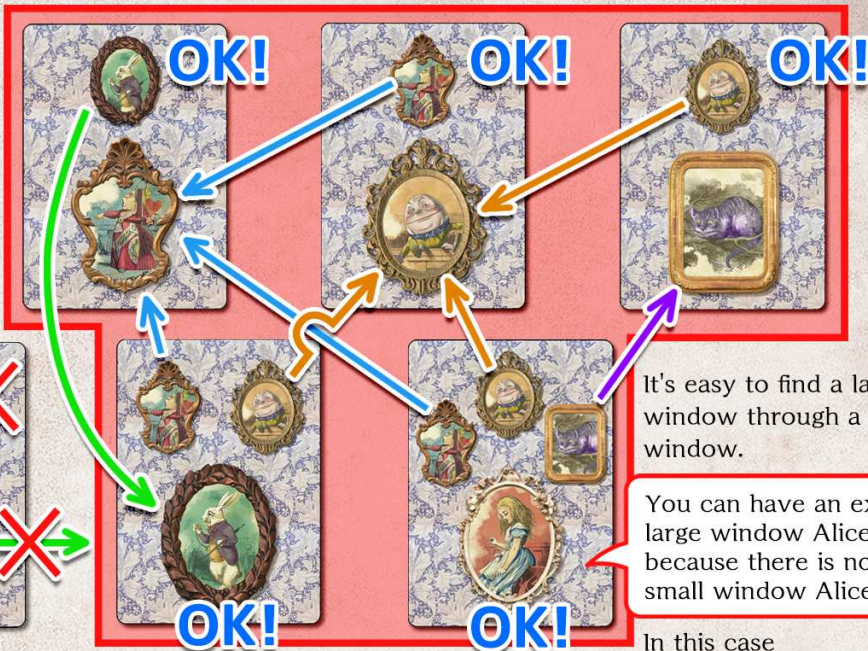 OK!
OK!
OK!
It's easy to find a la
window through a
window.
You can have an ex
large window Alice
because there is no
small window Alice
OK!
OK!
In this case